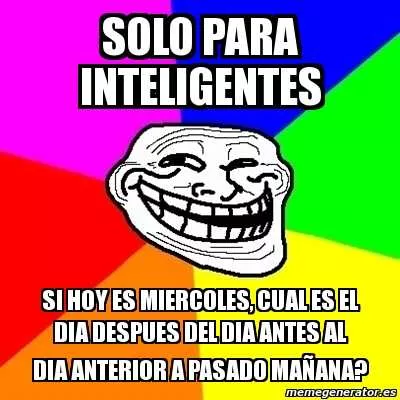 SOLO PARA
INTELIGENTES
SI HOY ES MIERCOLES, CUAL ES EL
DIA DESPUES DEL DIA ANTES AL
DIA ANTERIOR A PASADO MAÑANA?
memegenerator.es